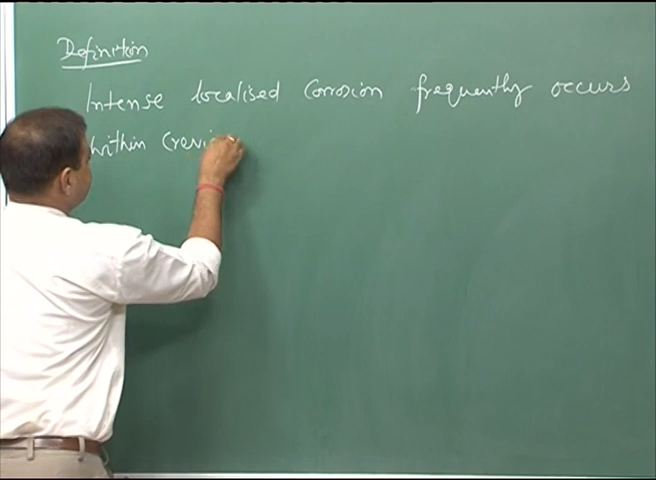 Definition
Intense localised Corrosion frequently occurs
within Crevi